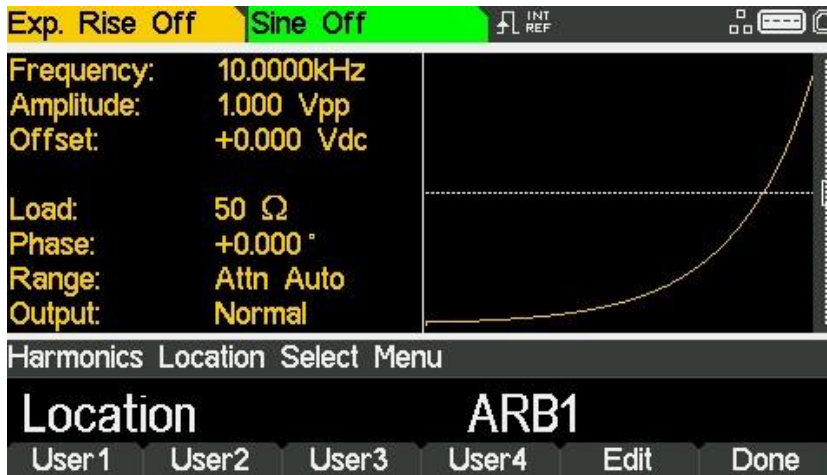 Exp. Rise Off Sine Off INT REF
Frequency: 10.0000kHz
Amplitude: 1.000 Vpp
Offset: +0.000 Vdc
Load: 50 Ω
Phase: +0.000 °
Range: Attn Auto
Output: Normal
Harmonics Location Select Menu
Location ARB1
User1 User2 User3 User4 Edit Done